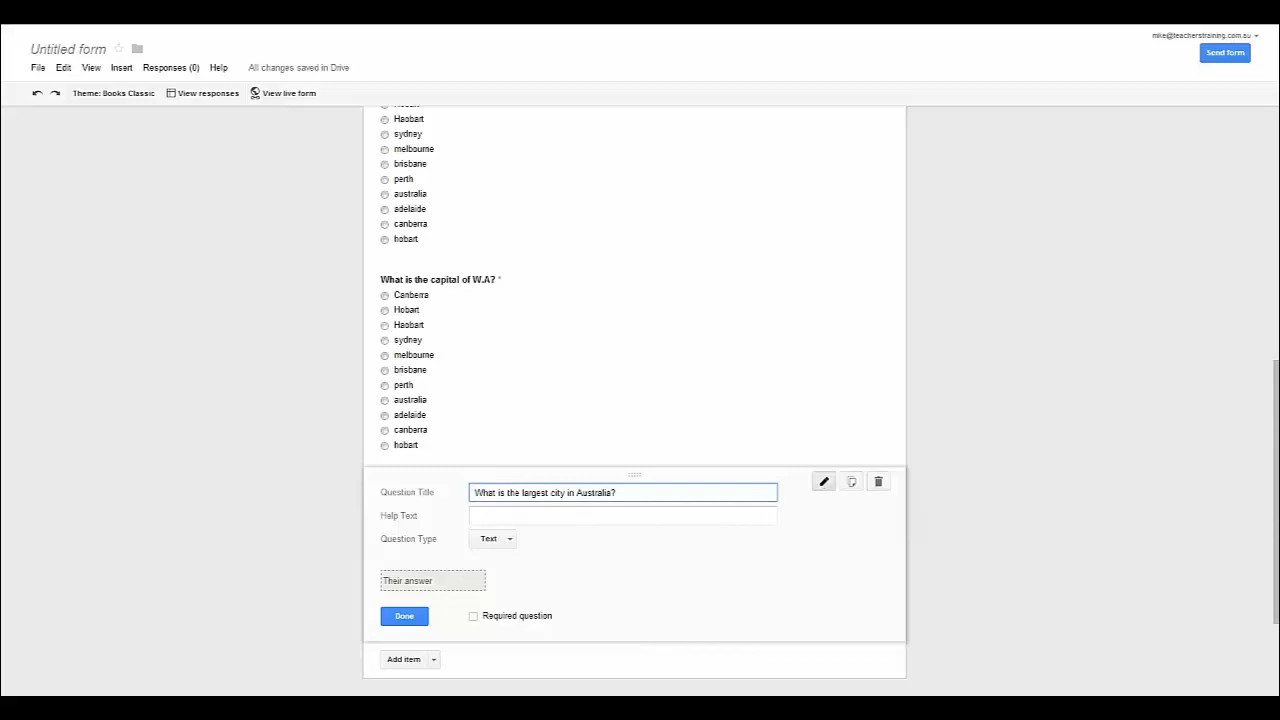 Untitled form
mike@teacherstraining.com.au
Send form
File Edit View Insert Responses (0) Help All changes saved in Drive
Theme: Books Classic View responses View live form
Haobart
sydney
melbourne
brisbane
perth
australia
adelaide
canberra
hobart
What is the capital of W.A? *
Canberra
Hobart
Haobart
sydney
melbourne
brisbane
perth
australia
adelaide
canberra
hobart
Question Title What is the largest city in Australia?
Help Text
Question Type Text
Their answer
Done Required question
Add item